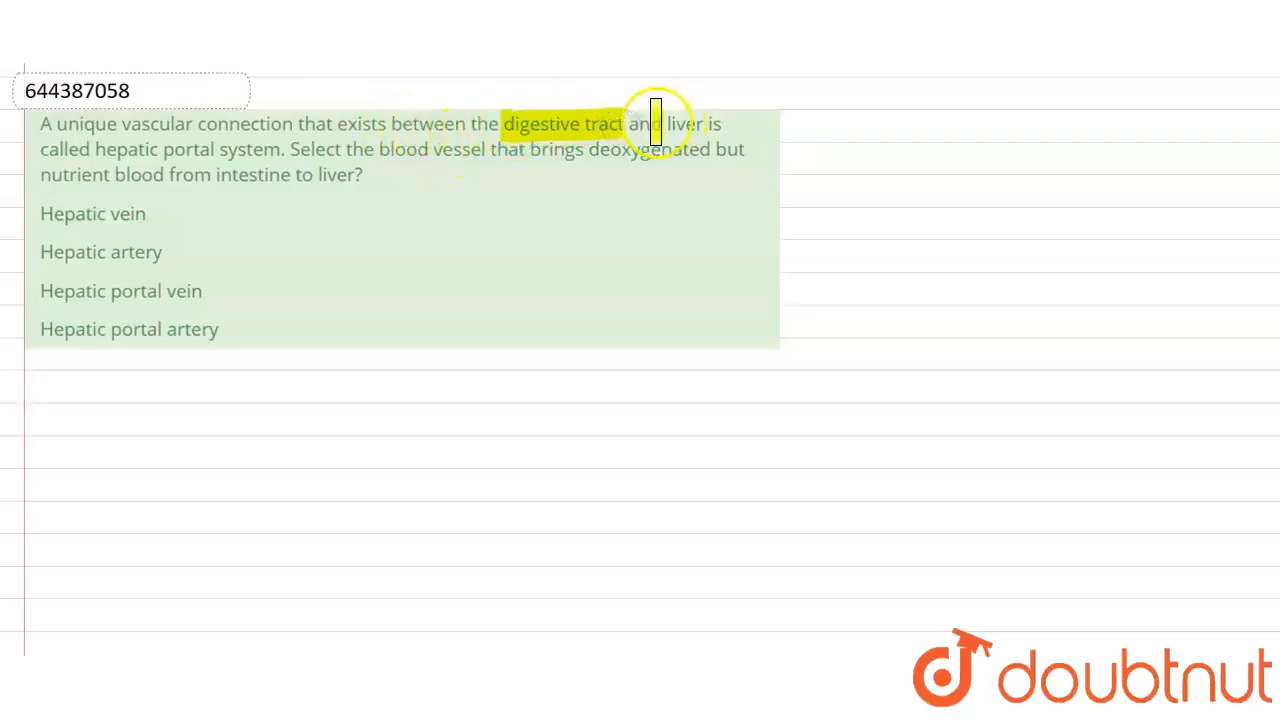 644387058
A unique vascular connection that exists between the digestive tract and liver is
called hepatic portal system. Select the blood vessel that brings deoxygenated but
nutrient blood from intestine to liver?
Hepatic vein
Hepatic artery
Hepatic portal vein
Hepatic portal artery
doubtnut